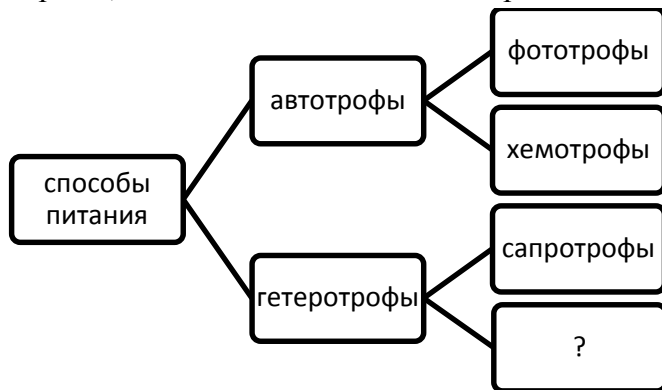 фототрофы
автотрофы
хемотрофы
способы
питания
сапротрофы
гетеротрофы
?